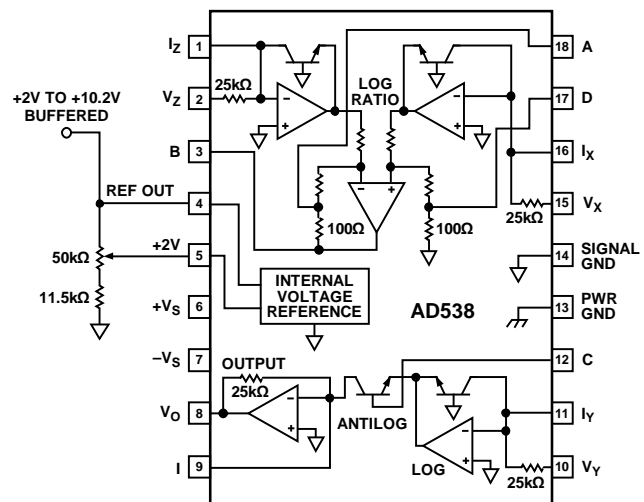 I_Z
1
18
A
25kΩ
LOG
RATIO
V_Z
2
17
D
+2V TO +10.2V
BUFFERED
B
3
16
I_X
REF OUT
4
15
V_X
25kΩ
100Ω
100Ω
50kΩ
+2V
5
14
SIGNAL
GND
11.5kΩ
INTERNAL
VOLTAGE
REFERENCE
+V_S
6
AD538
13
PWR
GND
–V_S
7
12
C
OUTPUT
25kΩ
V_O
8
ANTILOG
11
I_Y
I
9
LOG
10
V_Y
25kΩ